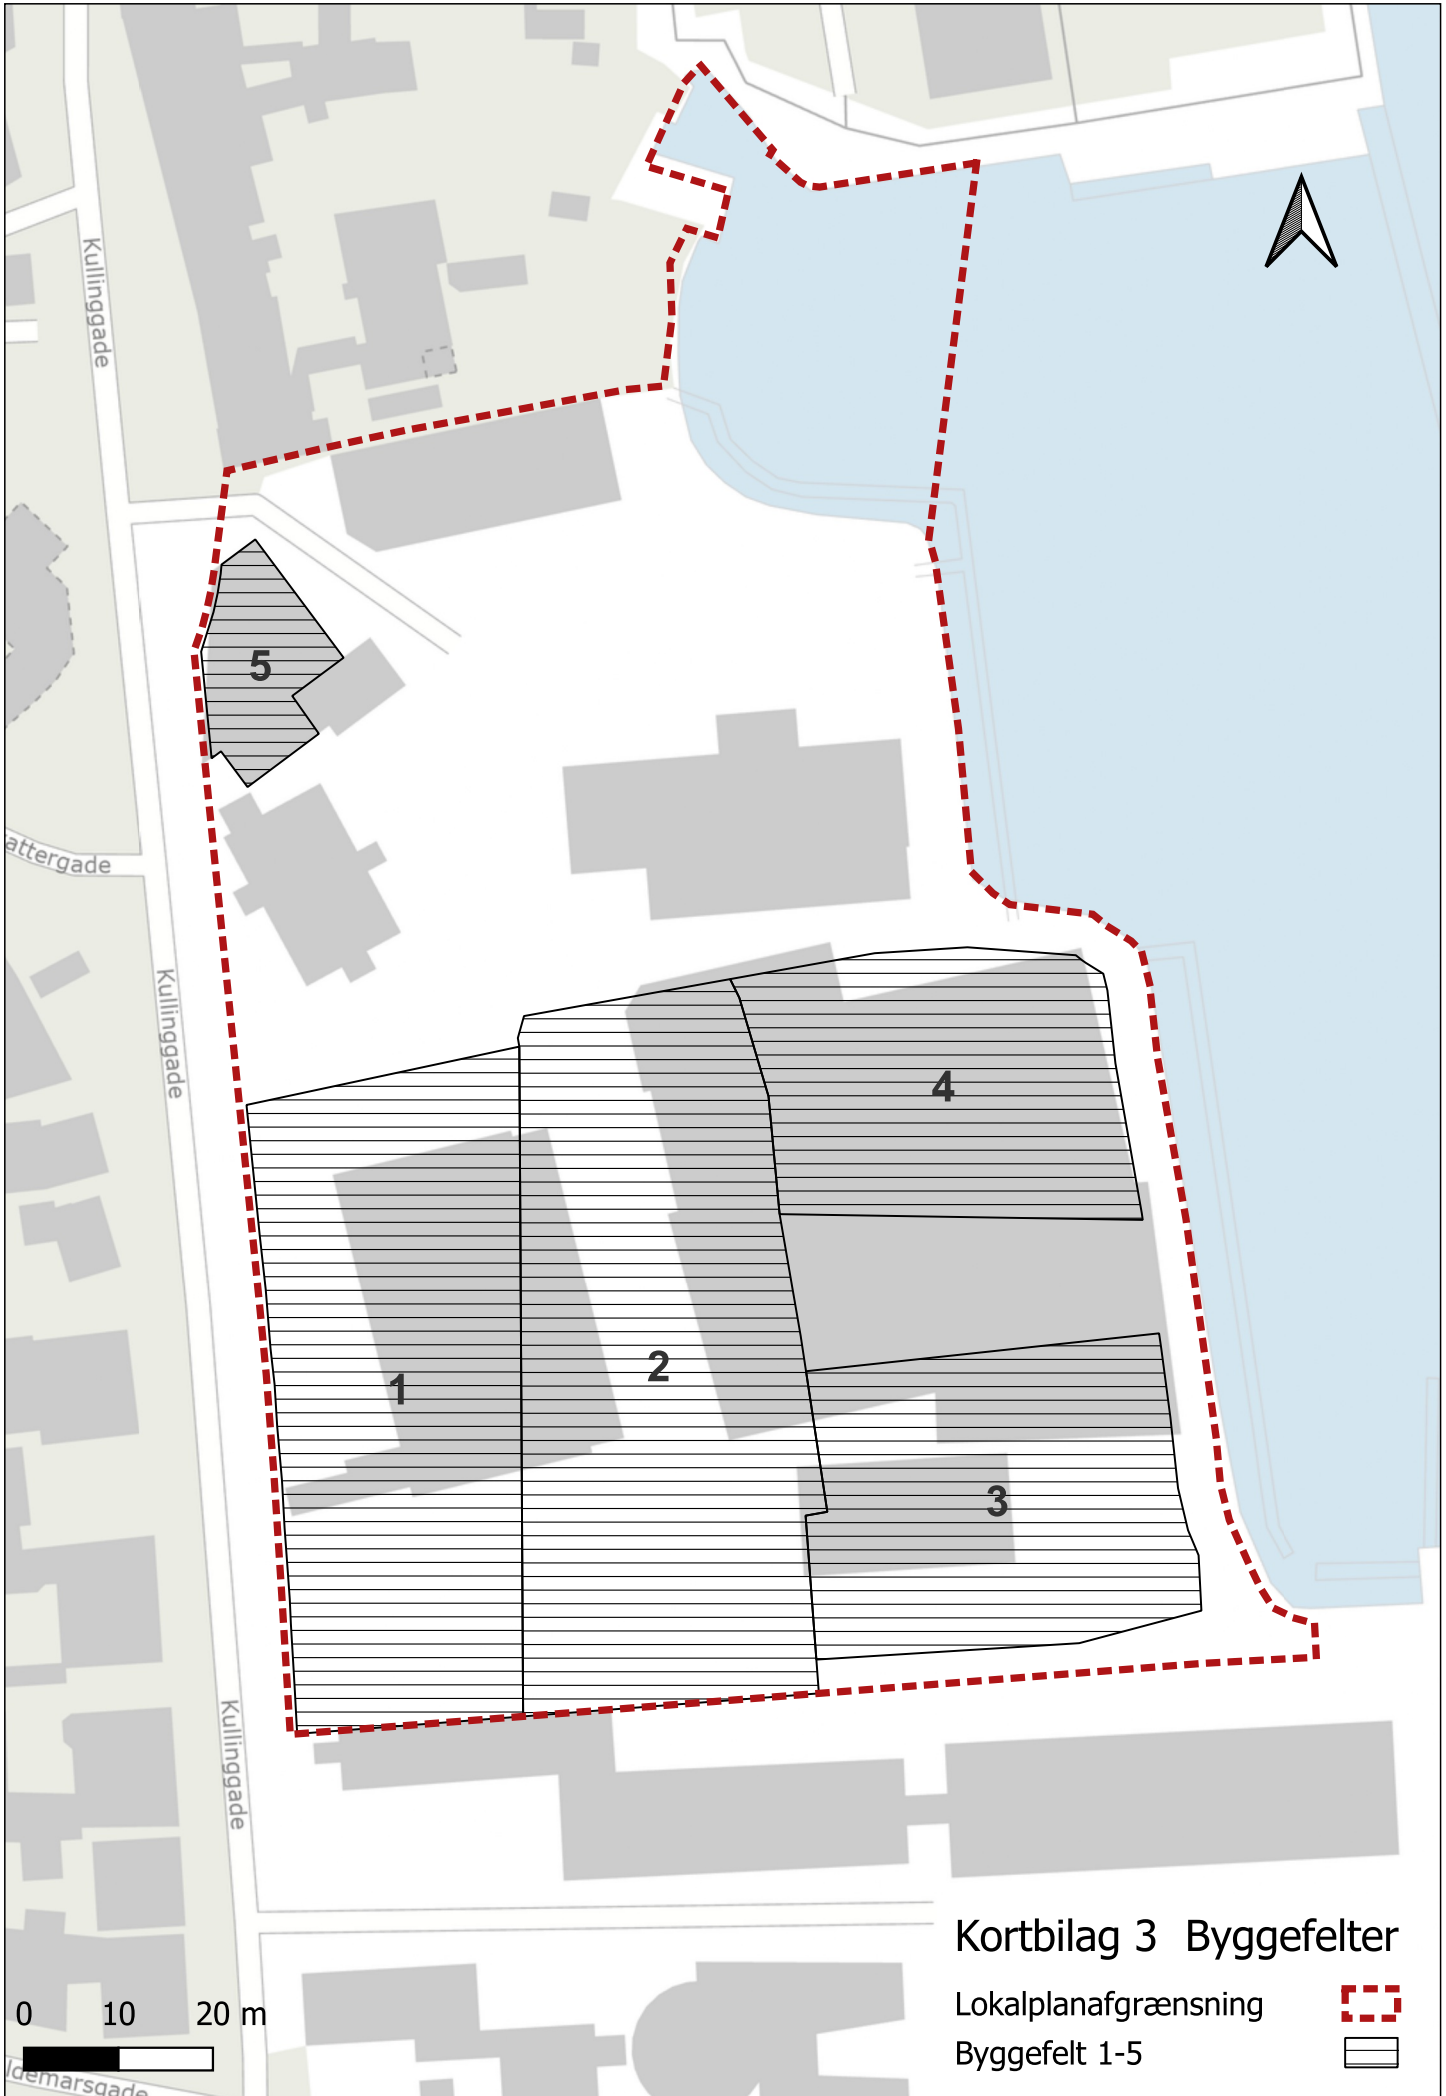 Kullinggade
5
attergade
Kullinggade
4
2
1
3
Kullinggade
Kortbilag 3 Byggefelter
Lokalplanafgrænsning
Byggefelt 1-5
0 10 20 m
ldemarsgade